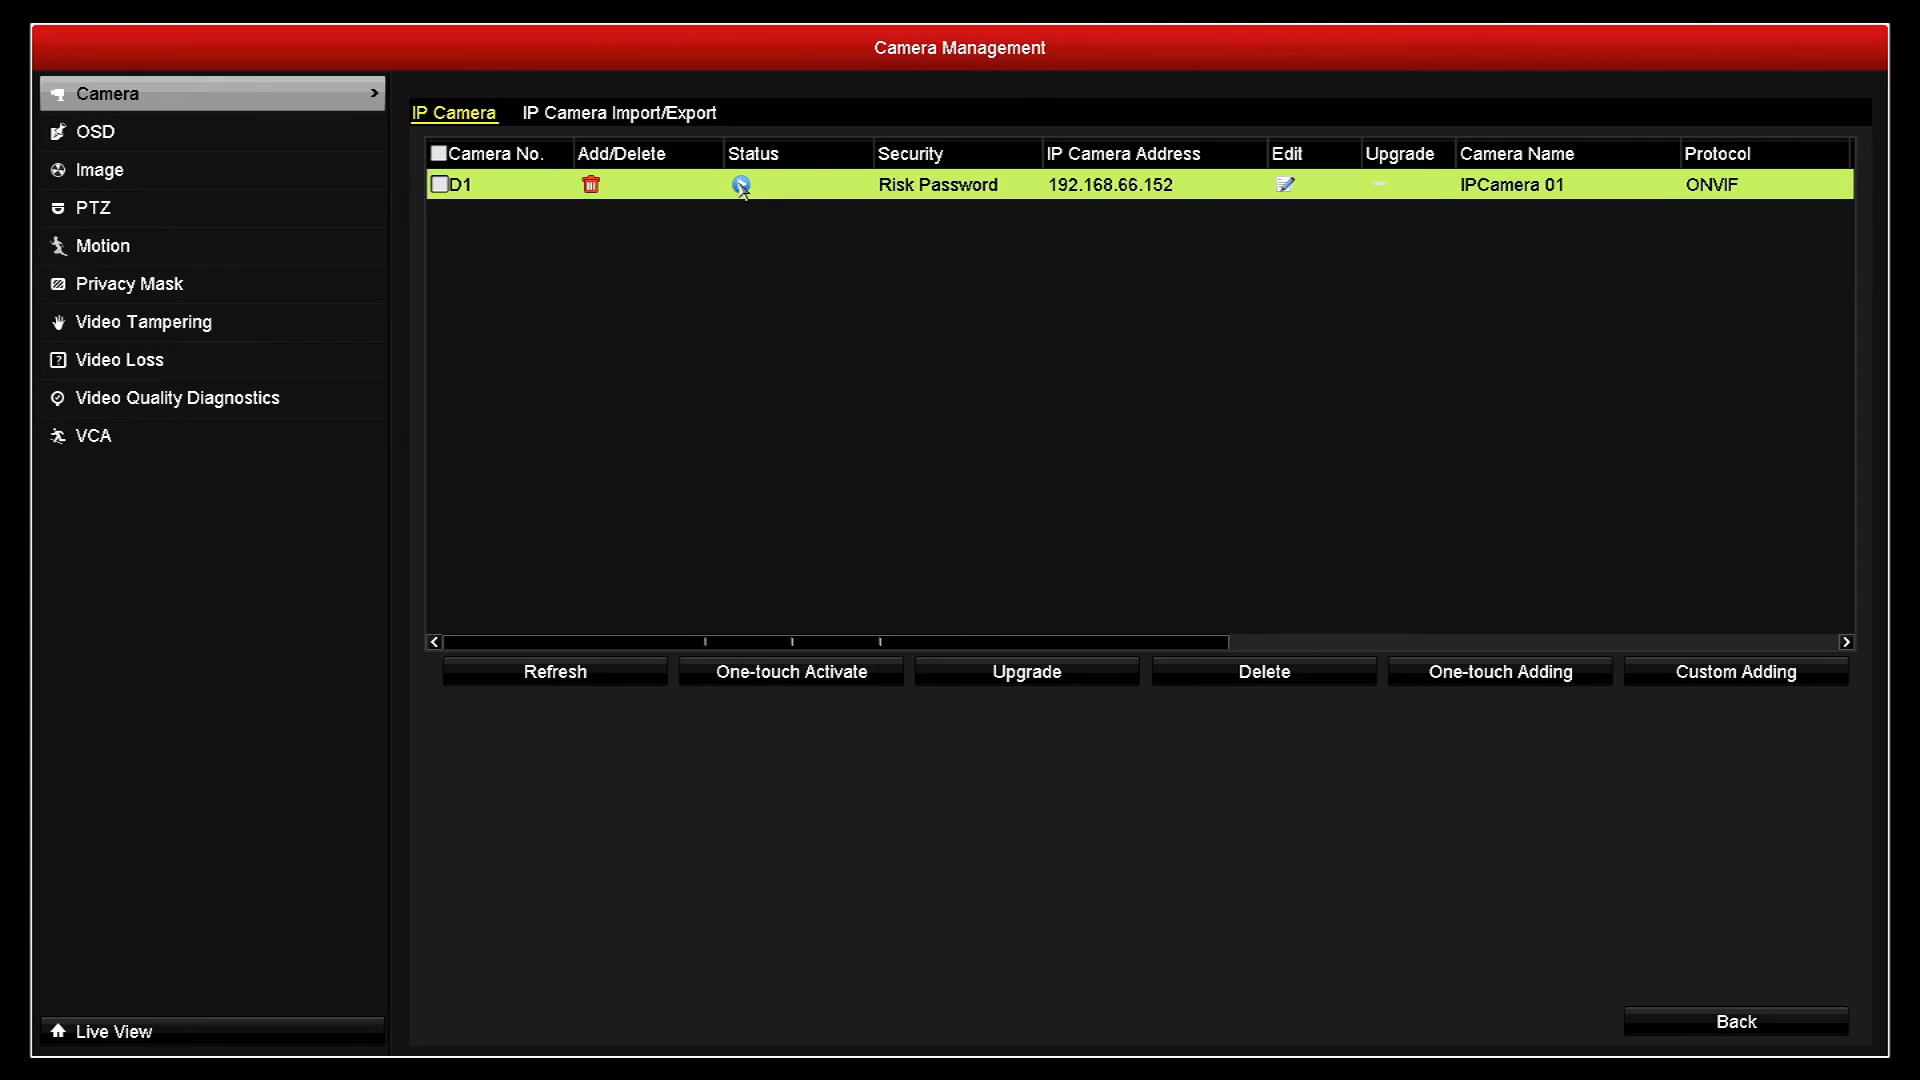 Camera Management
Camera
OSD
Image
PTZ
Motion
Privacy Mask
Video Tampering
Video Loss
Video Quality Diagnostics
VCA
Live View
IP Camera IP Camera Import/Export
Camera No. Add/Delete Status Security IP Camera Address Edit Upgrade Camera Name Protocol
D1 Risk Password 192.168.66.152 IPCamera 01 ONVIF
Refresh One-touch Activate Upgrade Delete One-touch Adding Custom Adding
Back